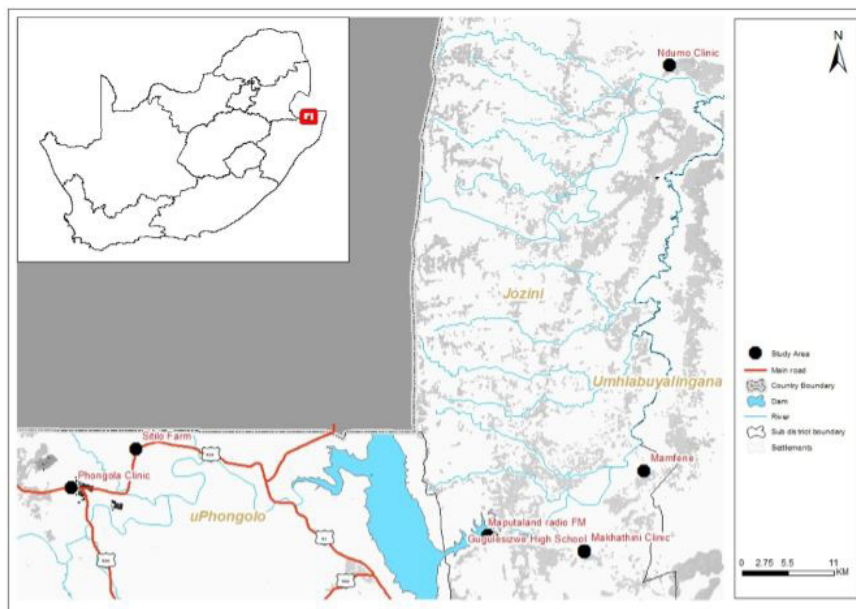 N
Ndumo Clinic
Jozini
Umhlabuyalingana
Study Area
Main road
Country Boundary
Dam
River
Sub district boundary
Settlements
Sitilo Farm
Phongola Clinic
uPhongolo
Mamfene
Maputaland radio FM
Gugulesizwe High School
Makhathini Clinic
0 2.75 5.5 11
KM